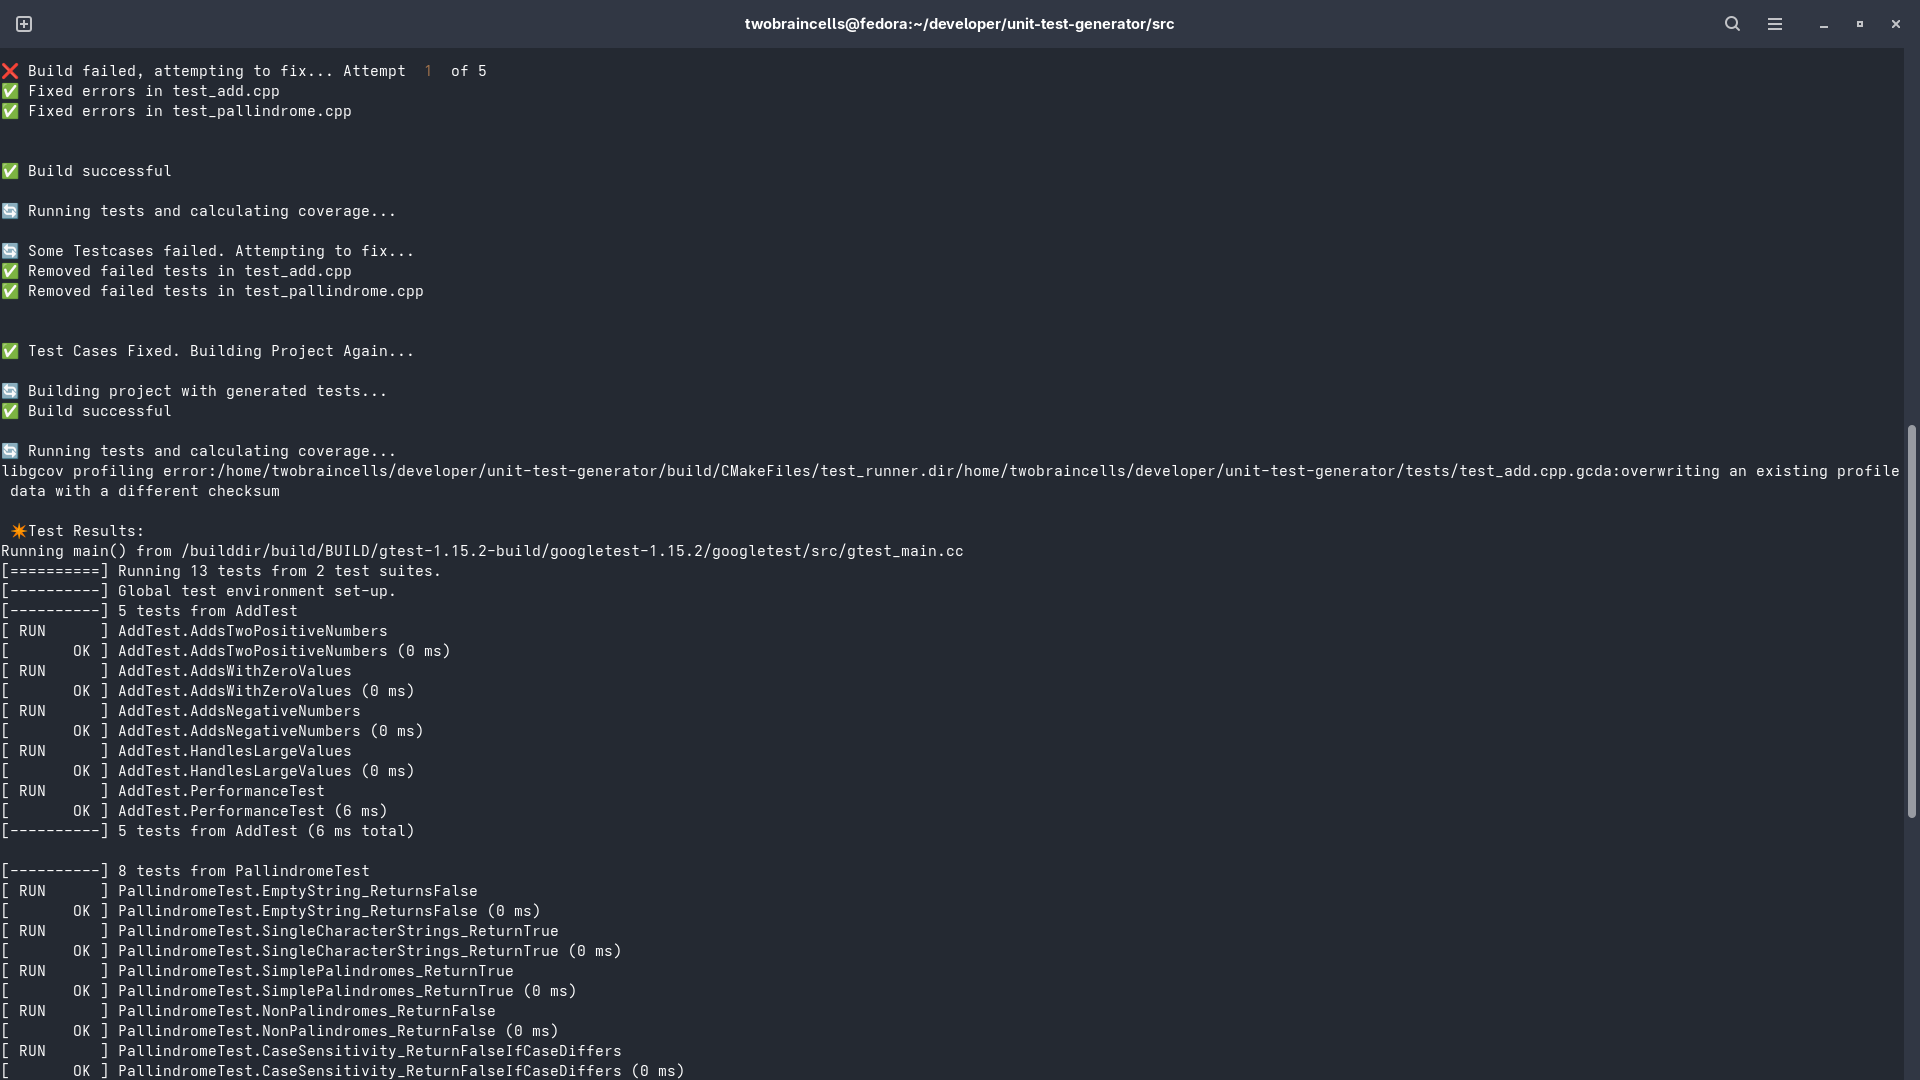 twobraincells@fedora:~/developer/unit-test-generator/src
❌ Build failed, attempting to fix... Attempt  1  of 5
✅ Fixed errors in test_add.cpp
✅ Fixed errors in test_pallindrome.cpp
✅ Build successful
🔄 Running tests and calculating coverage...
🔄 Some Testcases failed. Attempting to fix...
✅ Removed failed tests in test_add.cpp
✅ Removed failed tests in test_pallindrome.cpp
✅ Test Cases Fixed. Building Project Again...
🔄 Building project with generated tests...
✅ Build successful
🔄 Running tests and calculating coverage...
libgcov profiling error:/home/twobraincells/developer/unit-test-generator/build/CMakeFiles/test_runner.dir/home/twobraincells/developer/unit-test-generator/tests/test_add.cpp.gcda:overwriting an existing profile
 data with a different checksum
✴Test Results:
Running main() from /builddir/build/BUILD/gtest-1.15.2-build/googletest-1.15.2/googletest/src/gtest_main.cc
[==========] Running 13 tests from 2 test suites.
[----------] Global test environment set-up.
[----------] 5 tests from AddTest
[ RUN      ] AddTest.AddsTwoPositiveNumbers
[       OK ] AddTest.AddsTwoPositiveNumbers (0 ms)
[ RUN      ] AddTest.AddsWithZeroValues
[       OK ] AddTest.AddsWithZeroValues (0 ms)
[ RUN      ] AddTest.AddsNegativeNumbers
[       OK ] AddTest.AddsNegativeNumbers (0 ms)
[ RUN      ] AddTest.HandlesLargeValues
[       OK ] AddTest.HandlesLargeValues (0 ms)
[ RUN      ] AddTest.PerformanceTest
[       OK ] AddTest.PerformanceTest (6 ms)
[----------] 5 tests from AddTest (6 ms total)
[----------] 8 tests from PallindromeTest
[ RUN      ] PallindromeTest.EmptyString_ReturnsFalse
[       OK ] PallindromeTest.EmptyString_ReturnsFalse (0 ms)
[ RUN      ] PallindromeTest.SingleCharacterStrings_ReturnTrue
[       OK ] PallindromeTest.SingleCharacterStrings_ReturnTrue (0 ms)
[ RUN      ] PallindromeTest.SimplePalindromes_ReturnTrue
[       OK ] PallindromeTest.SimplePalindromes_ReturnTrue (0 ms)
[ RUN      ] PallindromeTest.NonPalindromes_ReturnFalse
[       OK ] PallindromeTest.NonPalindromes_ReturnFalse (0 ms)
[ RUN      ] PallindromeTest.CaseSensitivity_ReturnFalseIfCaseDiffers
[       OK ] PallindromeTest.CaseSensitivity_ReturnFalseIfCaseDiffers (0 ms)